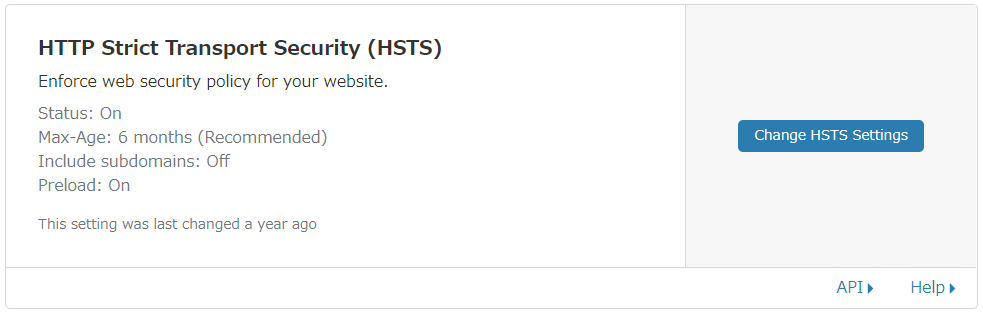 HTTP Strict Transport Security (HSTS)
Enforce web security policy for your website.
Status: On
Max-Age: 6 months (Recommended)
Include subdomains: Off
Preload: On
This setting was last changed a year ago
Change HSTS Settings
API Help